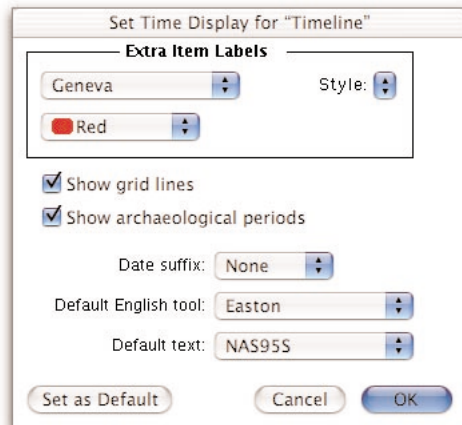 Set Time Display for “Timeline”
Extra Item Labels
Geneva Style:
Red
Show grid lines
Show archaeological periods
Date suffix: None
Default English tool: Easton
Default text: NAS95S
Set as Default Cancel OK